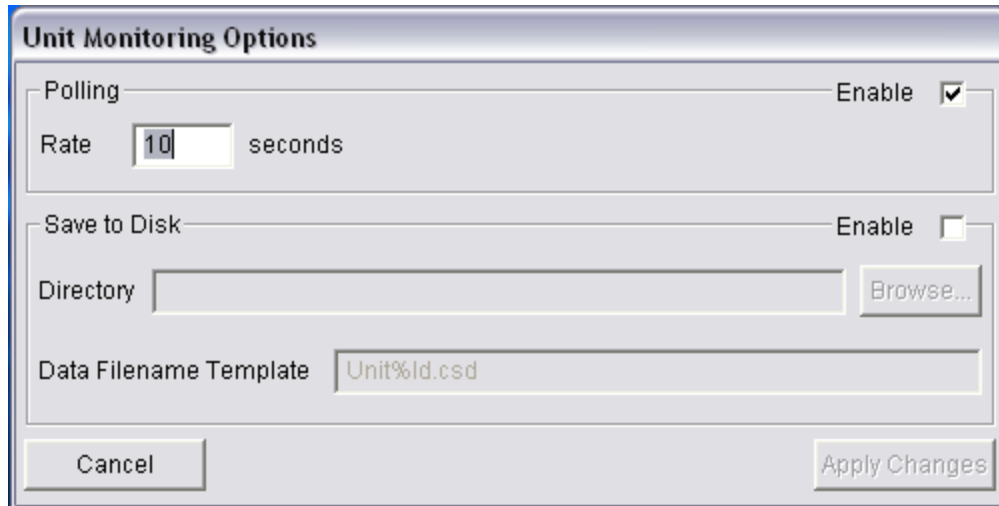 Unit Monitoring Options
Polling Enable
Rate 10 seconds
Save to Disk Enable
Directory Browse...
Data Filename Template Unit%ld.csd
Cancel Apply Changes